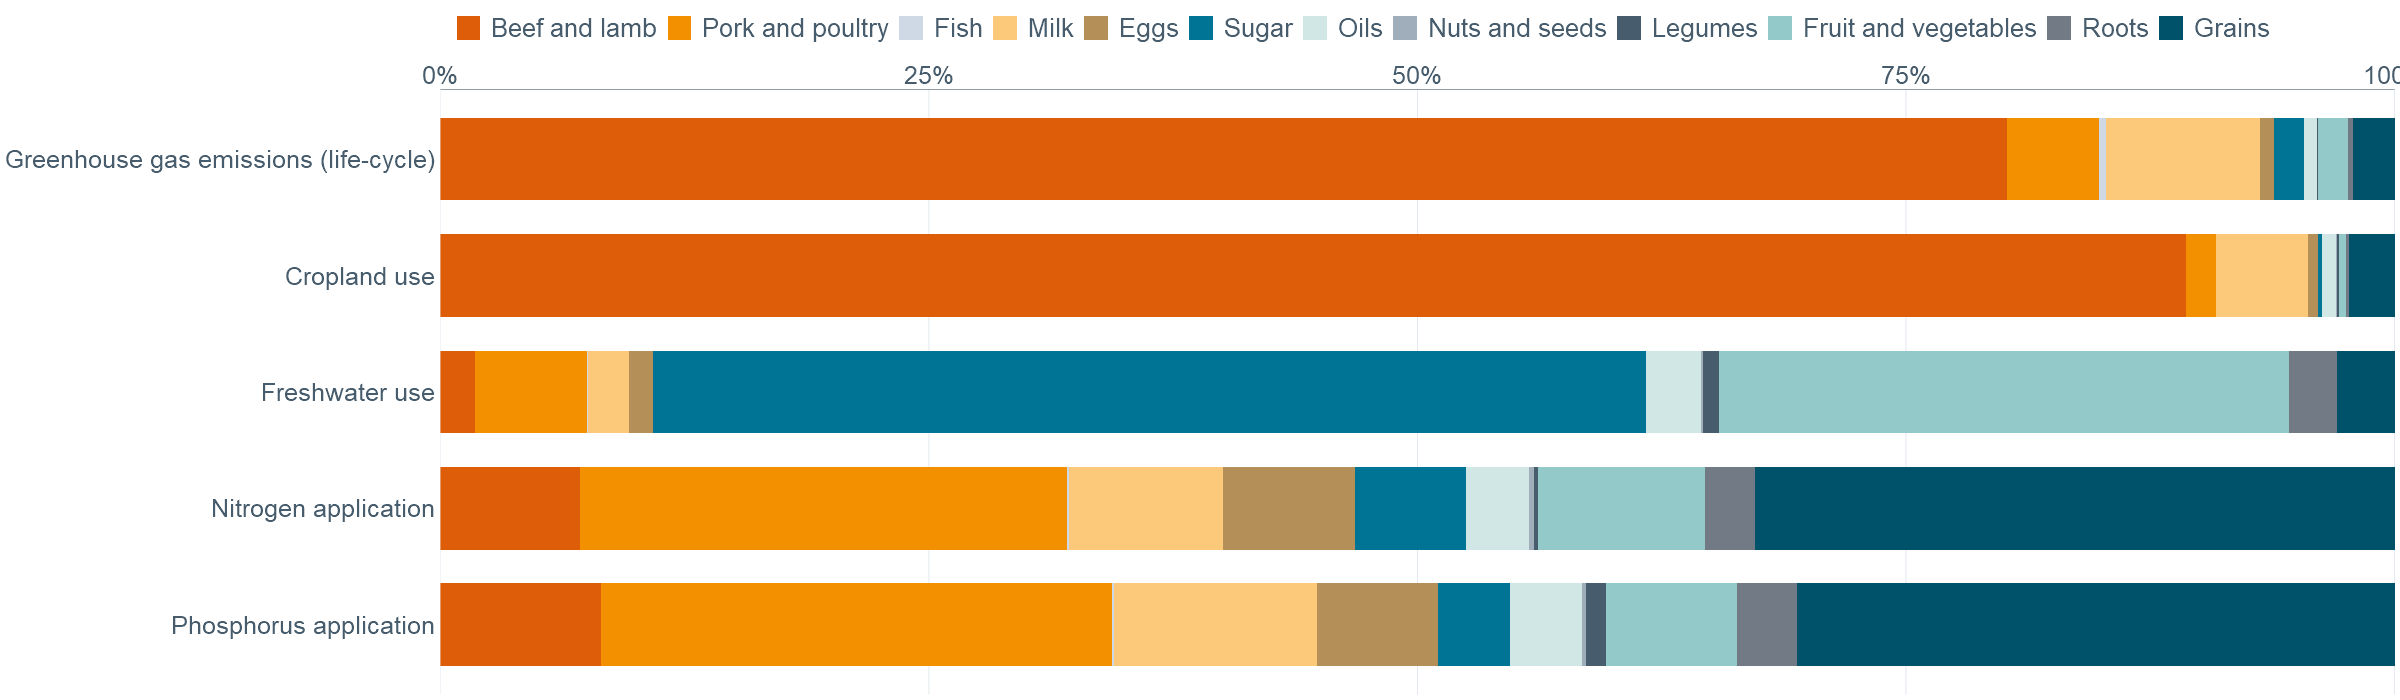 Beef and lamb Pork and poultry Fish Milk Eggs Sugar Oils Nuts and seeds Legumes Fruit and vegetables Roots Grains
0% 25% 50% 75% 100
Greenhouse gas emissions (life-cycle)
Cropland use
Freshwater use
Nitrogen application
Phosphorus application